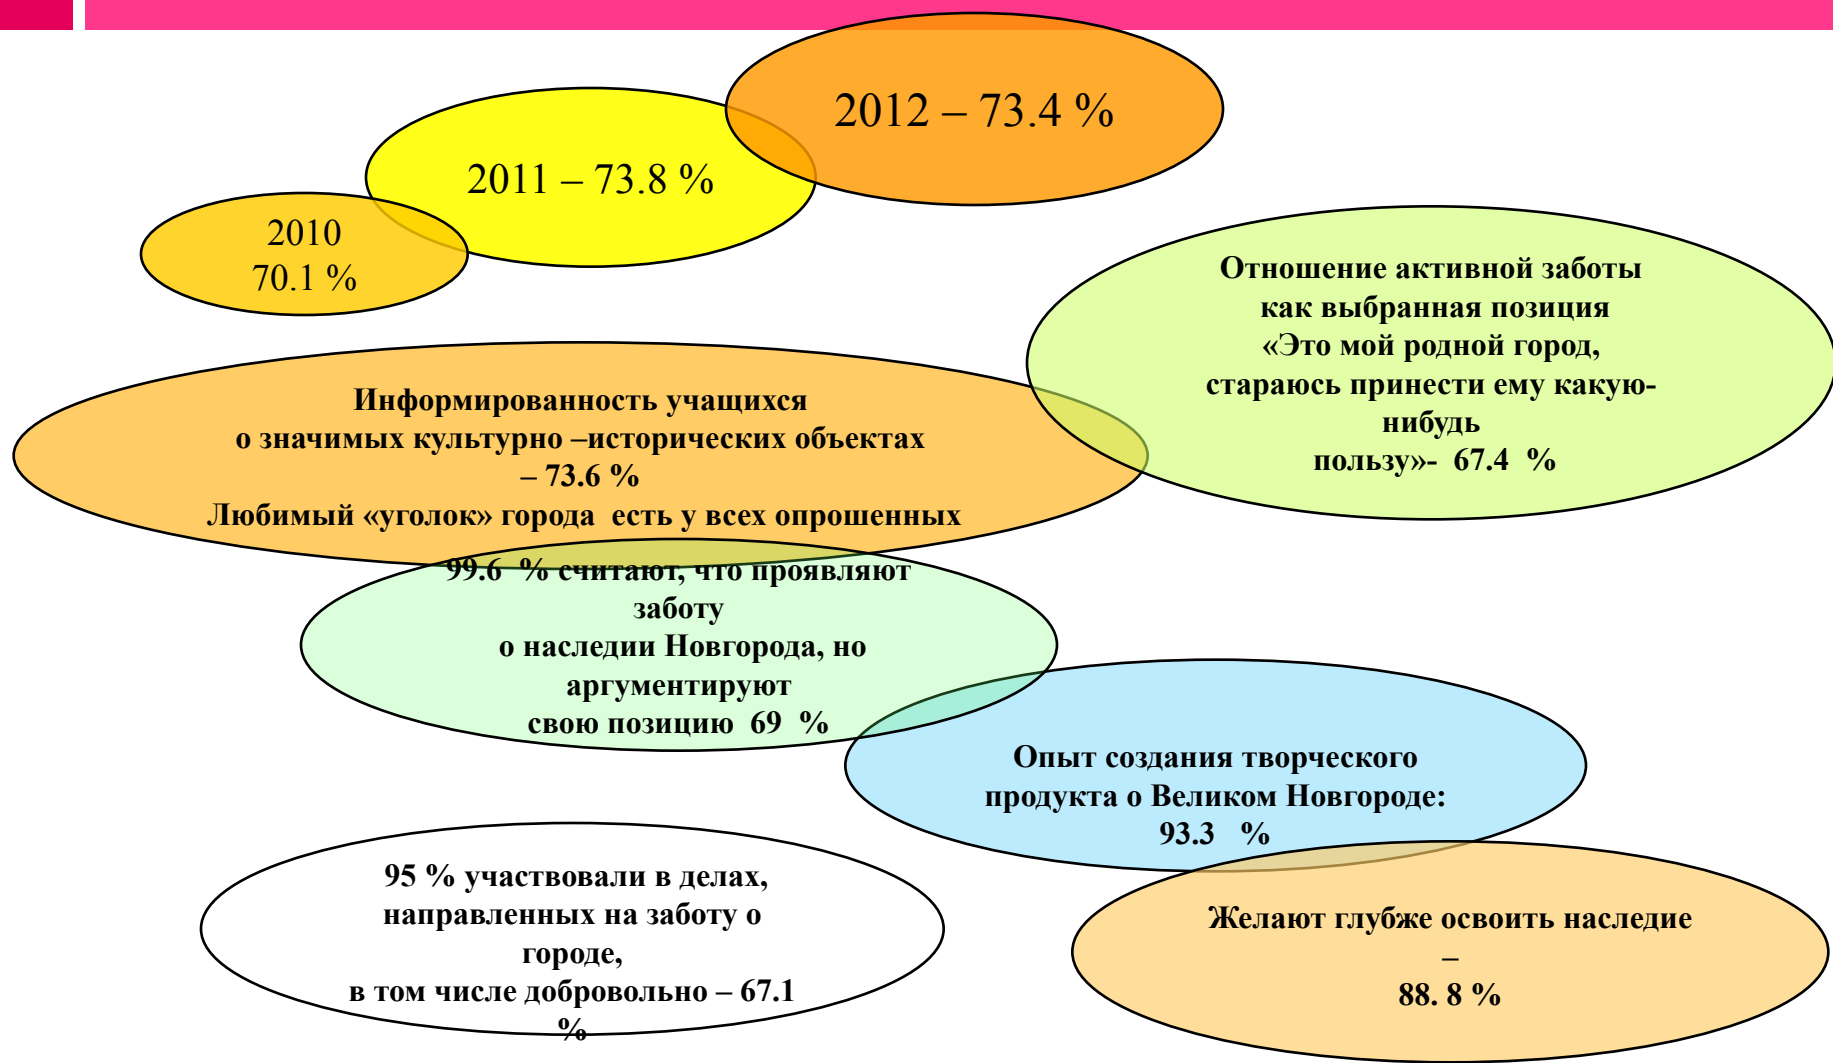 2012 – 73.4 %
2011 – 73.8 %
2010
70.1 %
Отношение активной заботы
как выбранная позиция
«Это мой родной город,
стараюсь принести ему какую-
нибудь
пользу»- 67.4 %
Информированность учащихся
о значимых культурно –исторических объектах
– 73.6 %
Любимый «уголок» города есть у всех опрошенных
99.6 % считают, что проявляют
заботу
о наследии Новгорода, но
аргументируют
свою позицию 69 %
Опыт создания творческого
продукта о Великом Новгороде:
93.3 %
95 % участвовали в делах,
направленных на заботу о
городе,
в том числе добровольно – 67.1
%
Желают глубже освоить наследие
–
88. 8 %